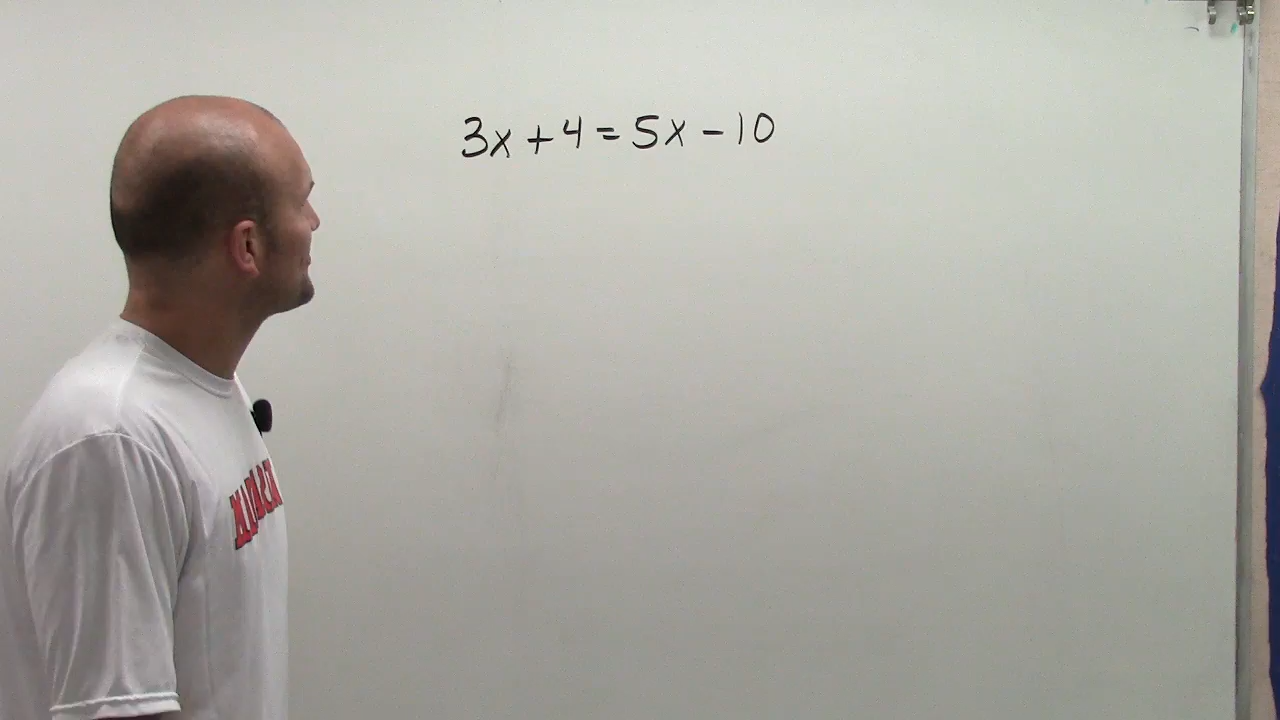 3x + 4 = 5x - 10